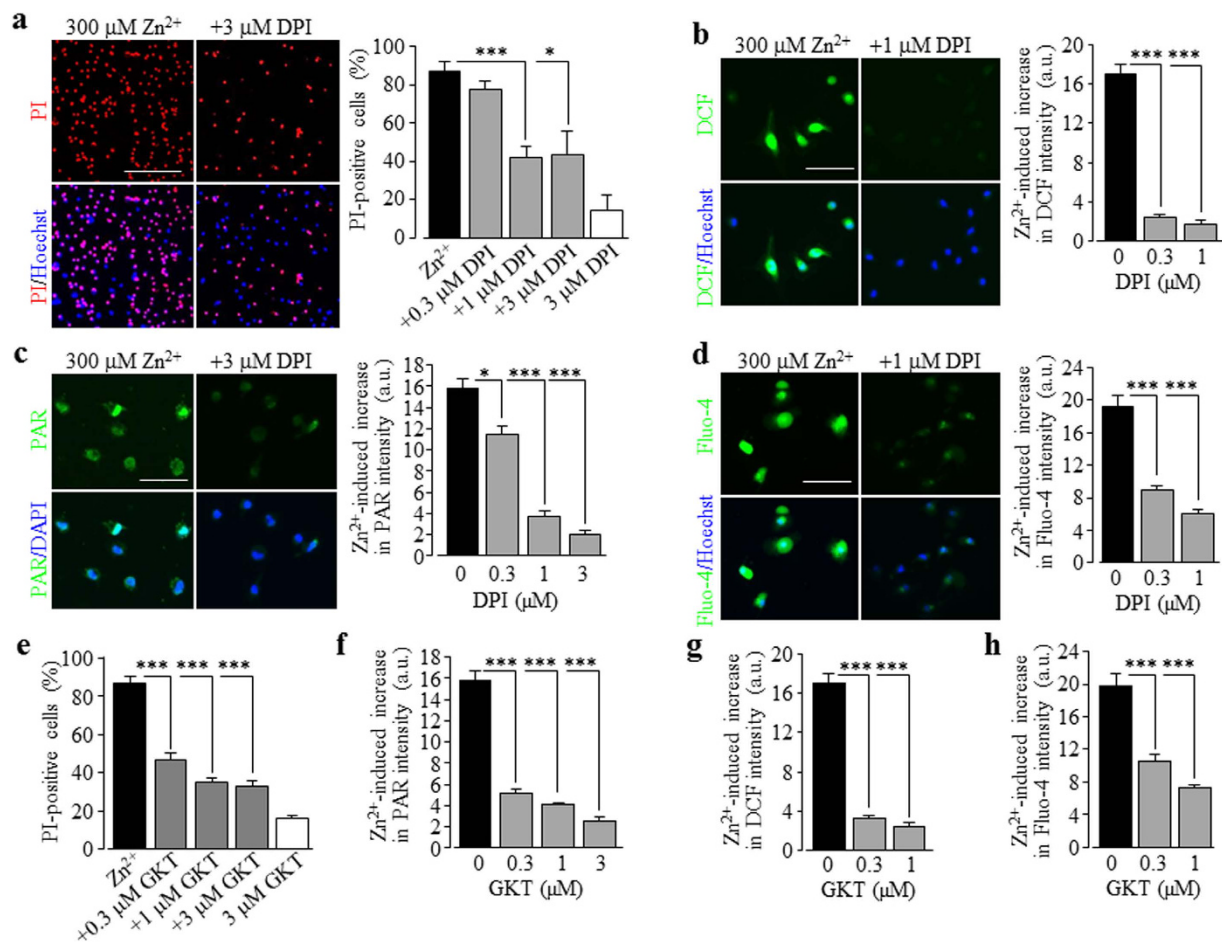 a
300 μM Zn²⁺
+3 μM DPI
PI
PI/Hoechst
PI-positive cells (%)
100
80
60
40
20
0
***
*
Zn²⁺
+0.3 μM DPI
+1 μM DPI
+3 μM DPI
3 μM DPI
b
300 μM Zn²⁺
+1 μM DPI
DCF
DCF/Hoechst
Zn²⁺-induced increase
in DCF intensity (a.u.)
20
16
12
8
4
0
*** ***
0 0.3 1
DPI (μM)
c
300 μM Zn²⁺
+3 μM DPI
PAR
PAR/DAPI
Zn²⁺-induced increase
in PAR intensity (a.u.)
18
16
14
12
10
8
6
4
2
0
* *** ***
0 0.3 1 3
DPI (μM)
d
300 μM Zn²⁺
+1 μM DPI
Fluo-4
Fluo-4/Hoechst
Zn²⁺-induced increase
in Fluo-4 intensity (a.u.)
24
20
16
12
8
4
0
*** ***
0 0.3 1
DPI (μM)
e
PI-positive cells (%)
100
80
60
40
20
0
*** *** ***
Zn²⁺
+0.3 μM GKT
+1 μM GKT
+3 μM GKT
3 μM GKT
f
Zn²⁺-induced increase
in PAR intensity (a.u.)
18
16
14
12
10
8
6
4
2
0
*** *** ***
0 0.3 1 3
GKT (μM)
g
Zn²⁺-induced increase
in DCF intensity (a.u.)
20
16
12
8
4
0
*** ***
0 0.3 1
GKT (μM)
h
Zn²⁺-induced increase
in Fluo-4 intensity (a.u.)
24
20
16
12
8
4
0
*** ***
0 0.3 1
GKT (μM)